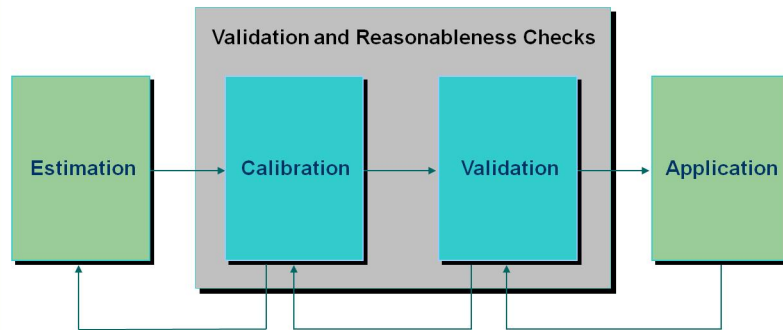 Validation and Reasonableness Checks
Estimation
Calibration
Validation
Application